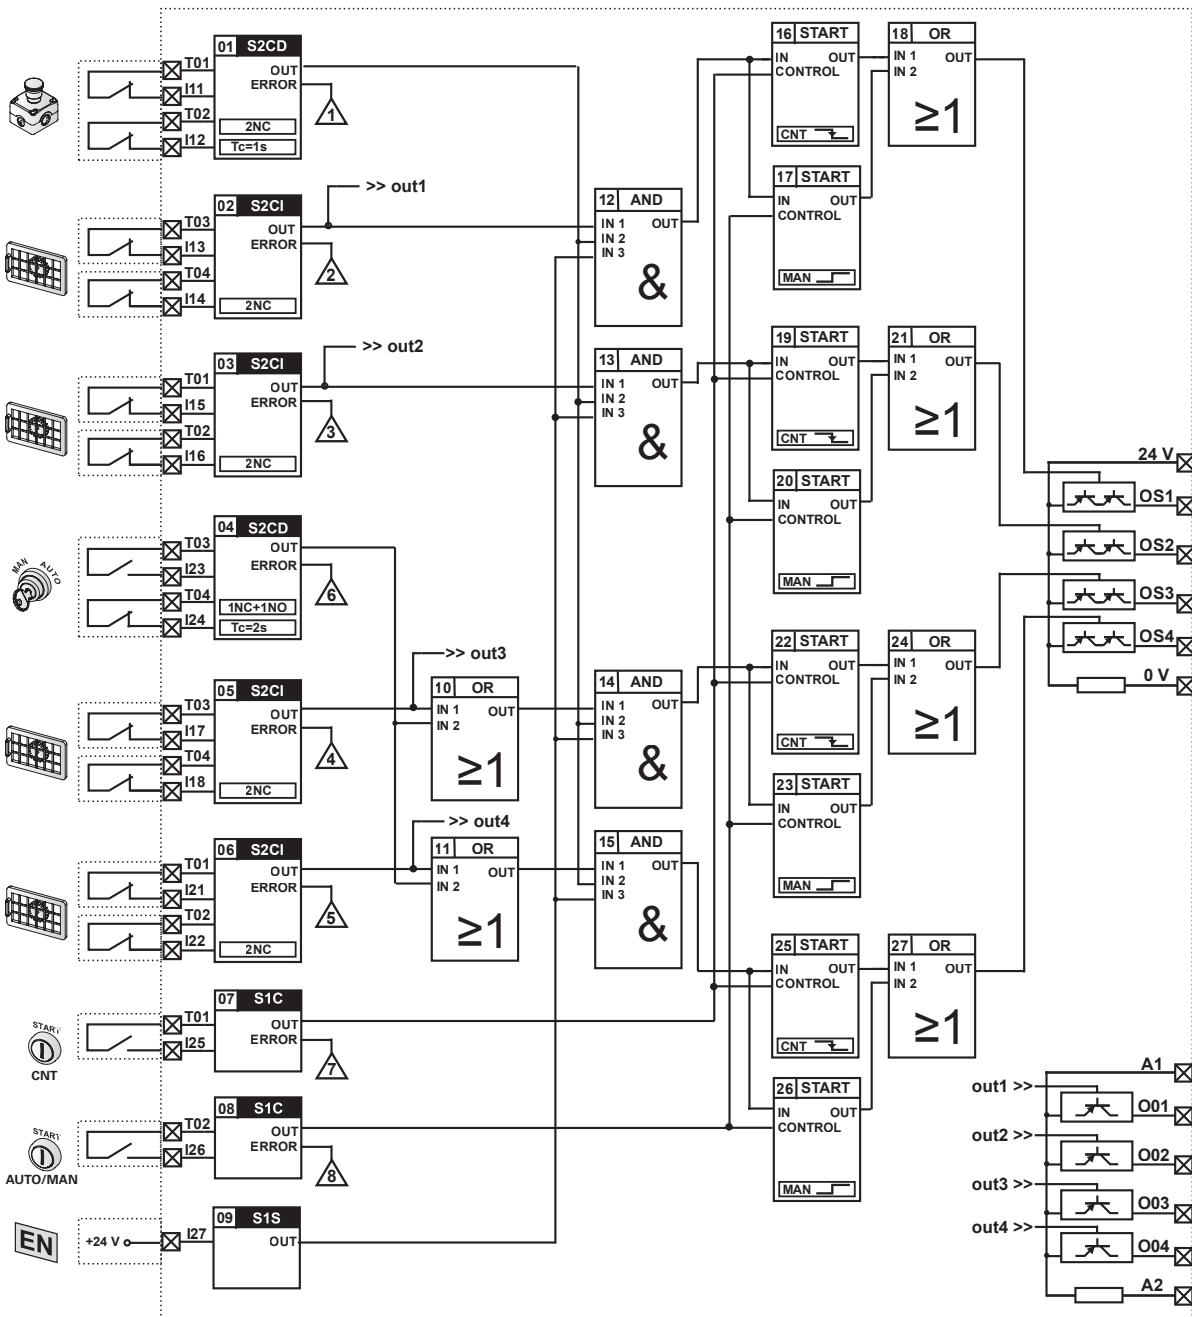 01 S2CD
T01
OUT
I11
ERROR
1
T02
2NC
I12
Tc=1s
02 S2CI
>> out1
T03
OUT
I13
ERROR
2
T04
I14
2NC
03 S2CI
>> out2
T01
OUT
I15
ERROR
3
T02
I16
2NC
MAN AUTO
04 S2CD
T03
OUT
I23
ERROR
6
T04
1NC+1NO
I24
Tc=2s
05 S2CI
>> out3
T03
OUT
I17
ERROR
4
T04
I18
2NC
06 S2CI
>> out4
T01
OUT
I21
ERROR
5
T02
I22
2NC
START
CNT
07 S1C
T01
OUT
I25
ERROR
7
START
AUTO/MAN
08 S1C
T02
OUT
I26
ERROR
8
EN
+24 V
I27
09 S1S
OUT
10 OR
IN 1 OUT
IN 2
≥1
11 OR
IN 1 OUT
IN 2
≥1
12 AND
IN 1 OUT
IN 2
IN 3
&
13 AND
IN 1 OUT
IN 2
IN 3
&
14 AND
IN 1 OUT
IN 2
IN 3
&
15 AND
IN 1 OUT
IN 2
IN 3
&
16 START
IN OUT
CONTROL
CNT
17 START
IN OUT
CONTROL
MAN
18 OR
IN 1 OUT
IN 2
≥1
19 START
IN OUT
CONTROL
CNT
20 START
IN OUT
CONTROL
MAN
21 OR
IN 1 OUT
IN 2
≥1
22 START
IN OUT
CONTROL
CNT
23 START
IN OUT
CONTROL
MAN
24 OR
IN 1 OUT
IN 2
≥1
25 START
IN OUT
CONTROL
CNT
26 START
IN OUT
CONTROL
MAN
27 OR
IN 1 OUT
IN 2
≥1
24 V
OS1
OS2
OS3
OS4
0 V
A1
out1 >>
O01
out2 >>
O02
out3 >>
O03
out4 >>
O04
A2